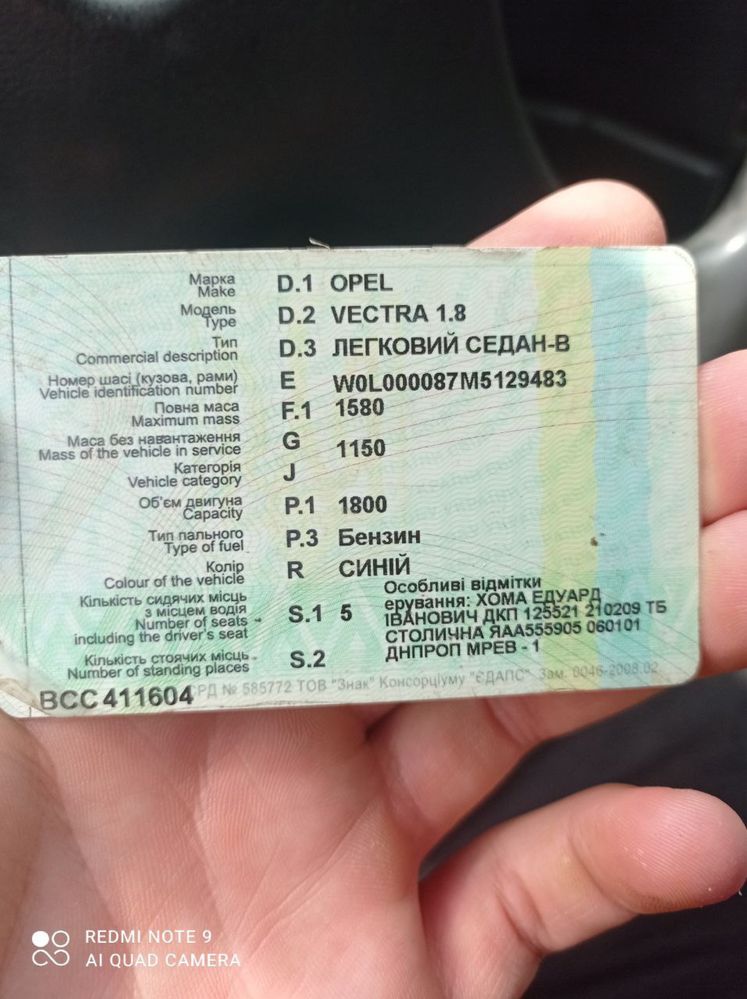 Марка
Make D.1 OPEL
Модель
Type D.2 VECTRA 1.8
Тип
Commercial description D.3 ЛЕГКОВИЙ СЕДАН-В
Номер шасі (кузова, рами)
Vehicle identification number E W0L000087M5129483
Повна маса
Maximum mass F.1 1580
Маса без навантаження
Mass of the vehicle in service G 1150
Категорія
Vehicle category J
Об'єм двигуна
Capacity P.1 1800
Тип пального
Type of fuel P.3 Бензин
Колір
Colour of the vehicle R СИНІЙ
Кількість сидячих місць
з місцем водія
Number of seats
including the driver's seat S.1 5
Особливі відмітки
ерування: ХОМА ЕДУАРД
ІВАНОВИЧ ДКП 125521 210209 ТБ
СТОЛИЧНА ЯАА555905 060101
ДНПРОП МРЕВ - 1
Кількість стоячих місць
Number of standing places S.2
ВСС 411604
СРД № 585772 ТОВ "Знак" Консорціуму "ЄДАПС". Зам. 0046-2008.02
REDMI NOTE 9
AI QUAD CAMERA